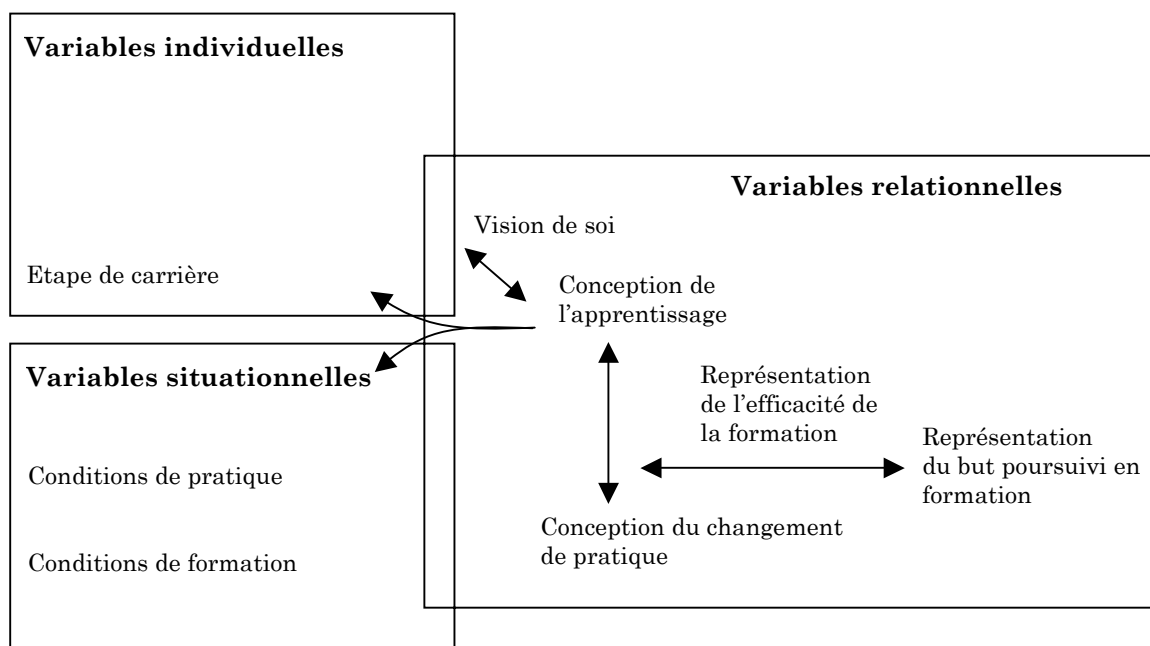 Variables individuelles
Etape de carrière
Variables situationnelles
Conditions de pratique
Conditions de formation
Variables relationnelles
Vision de soi
Conception de
l’apprentissage
Représentation
de l’efficacité de
la formation
Représentation
du but poursuivi en
formation
Conception du changement
de pratique